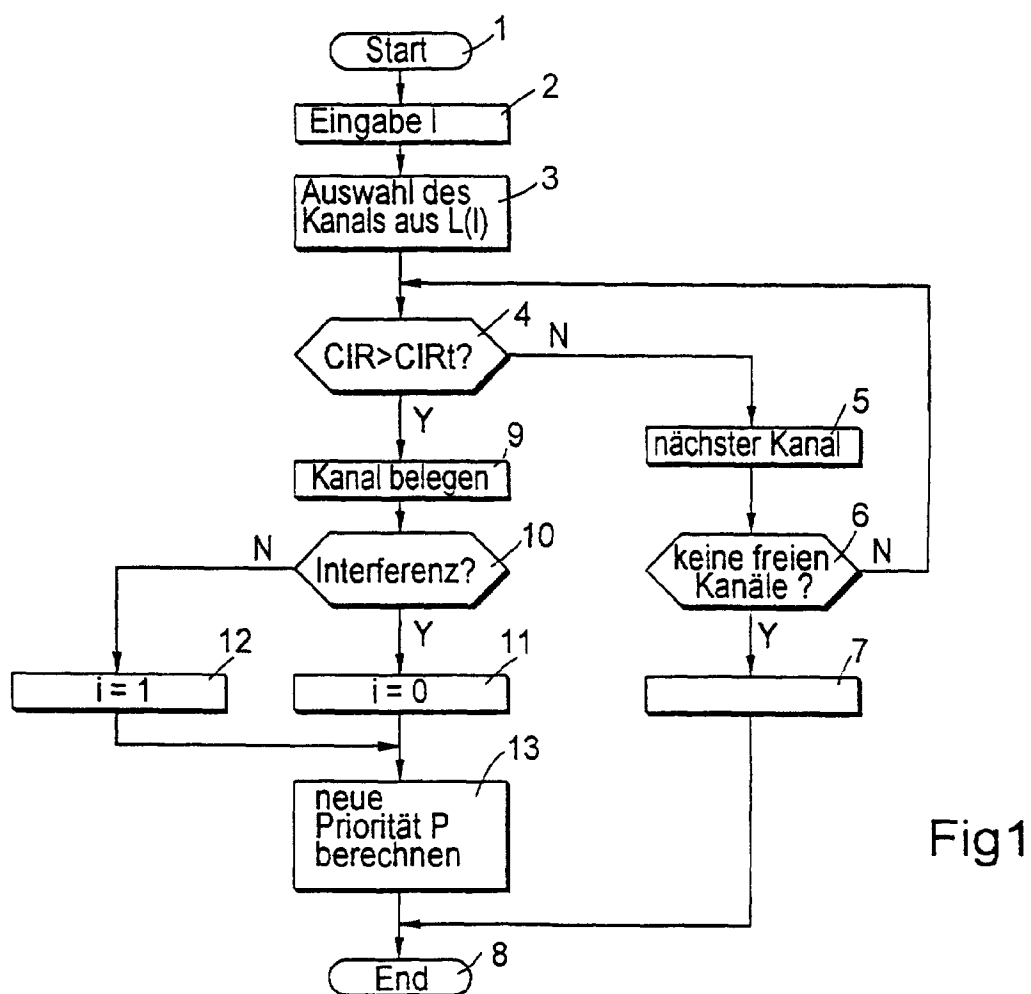 1
Start
2
Eingabe l
3
Auswahl des
Kanals aus L(l)
4
CIR>CIRt?
N
Y
5
nächster Kanal
9
Kanal belegen
6
keine freien
Kanäle ?
N
10
N
Interferenz?
Y
Y
12
i = 1
11
i = 0
7
13
neue
Priorität P
berechnen
Fig1
8
End